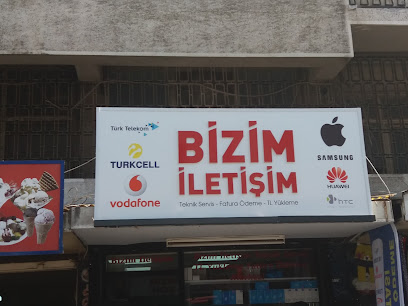 Türk Telekom
TURKCELL
vodafone
BİZİM
İLETİŞİM
Teknik Servis - Fatura Ödeme - TL Yükleme
SAMSUNG
HUAWEI
hTC